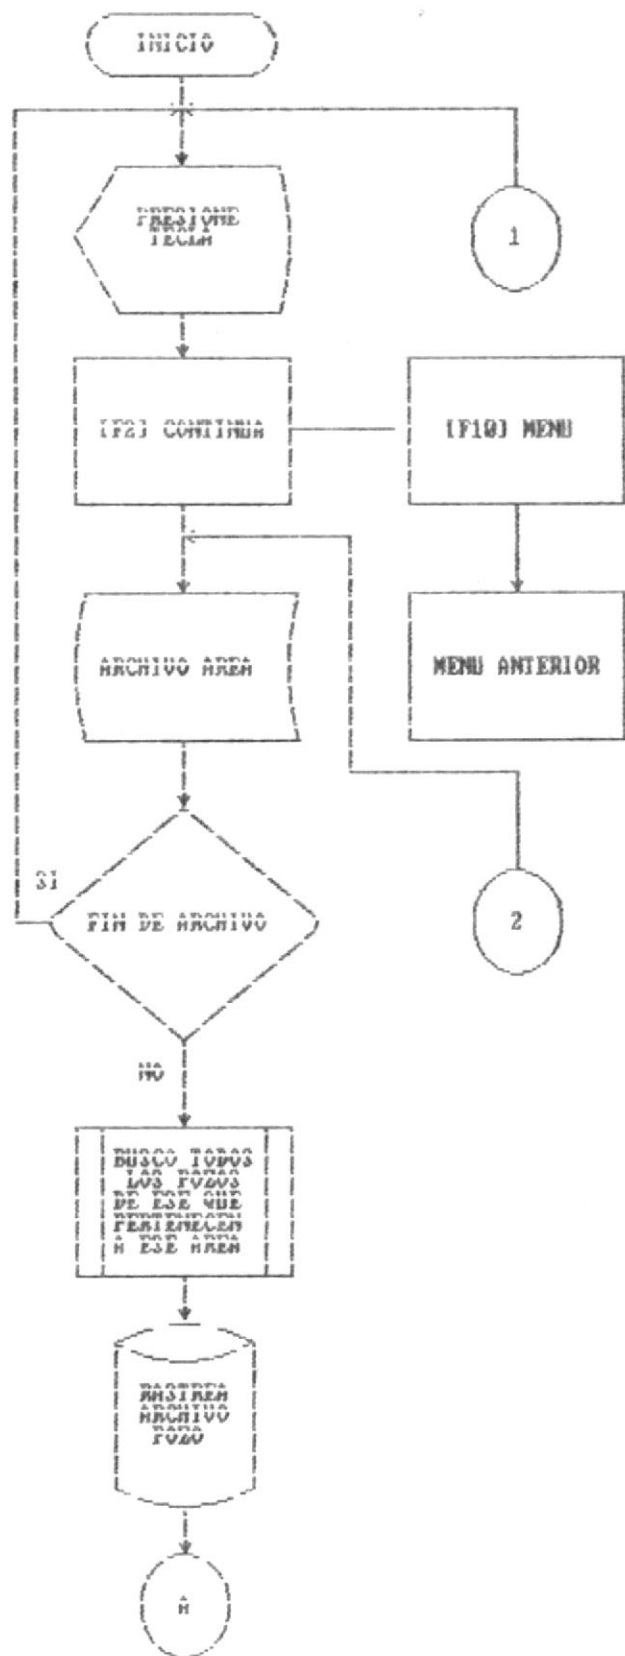 INICIO
PRESIONE
TECLA
1
[F2] CONTINUA
[F10] MENU
ARCHIVO AREA
MENU ANTERIOR
SI
FIN DE ARCHIVO
2
NO
BUSCO TODOS
LOS POZOS
DE ESE QUE
PERTENECEN
A ESE AREA
RASTREA
ARCHIVO
POZO
A